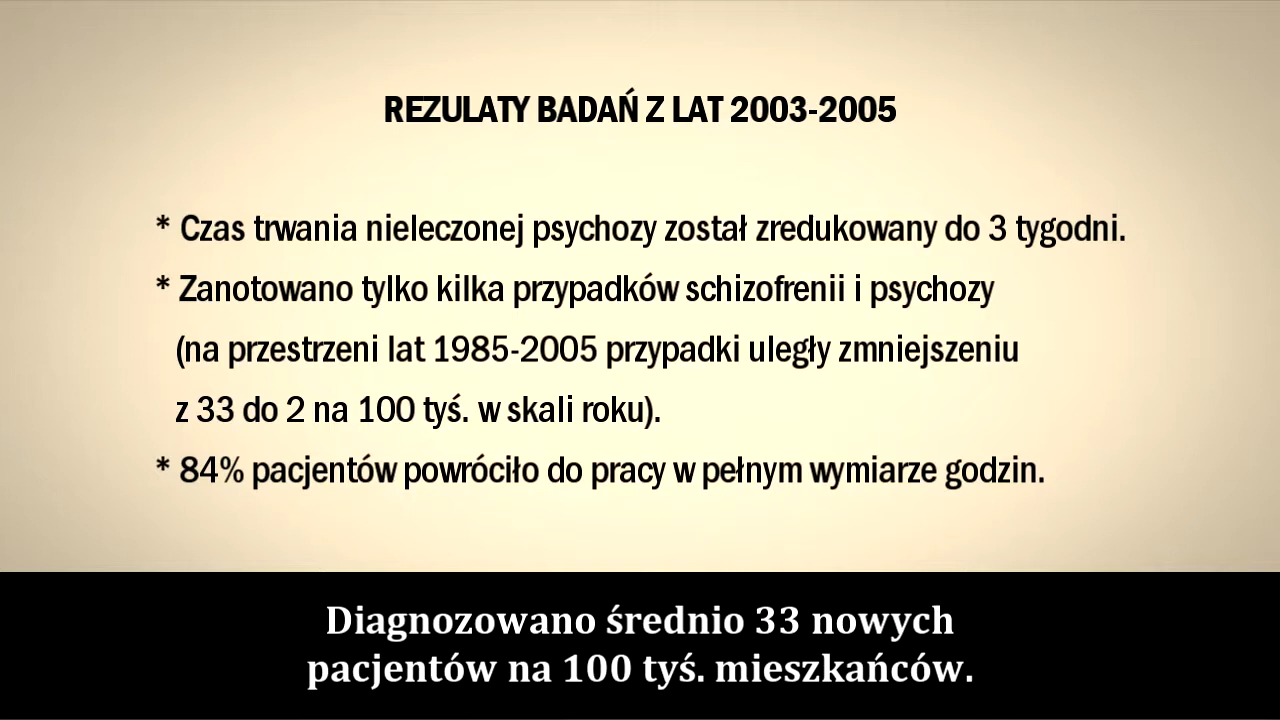 REZULATY BADAŃ Z LAT 2003-2005
* Czas trwania nieleczonej psychozy został zredukowany do 3 tygodni.
* Zanotowano tylko kilka przypadków schizofrenii i psychozy
(na przestrzeni lat 1985-2005 przypadki uległy zmniejszeniu
z 33 do 2 na 100 tyś. w skali roku).
* 84% pacjentów powróciło do pracy w pełnym wymiarze godzin.
Diagnozowano średnio 33 nowych
pacjentów na 100 tyś. mieszkańców.